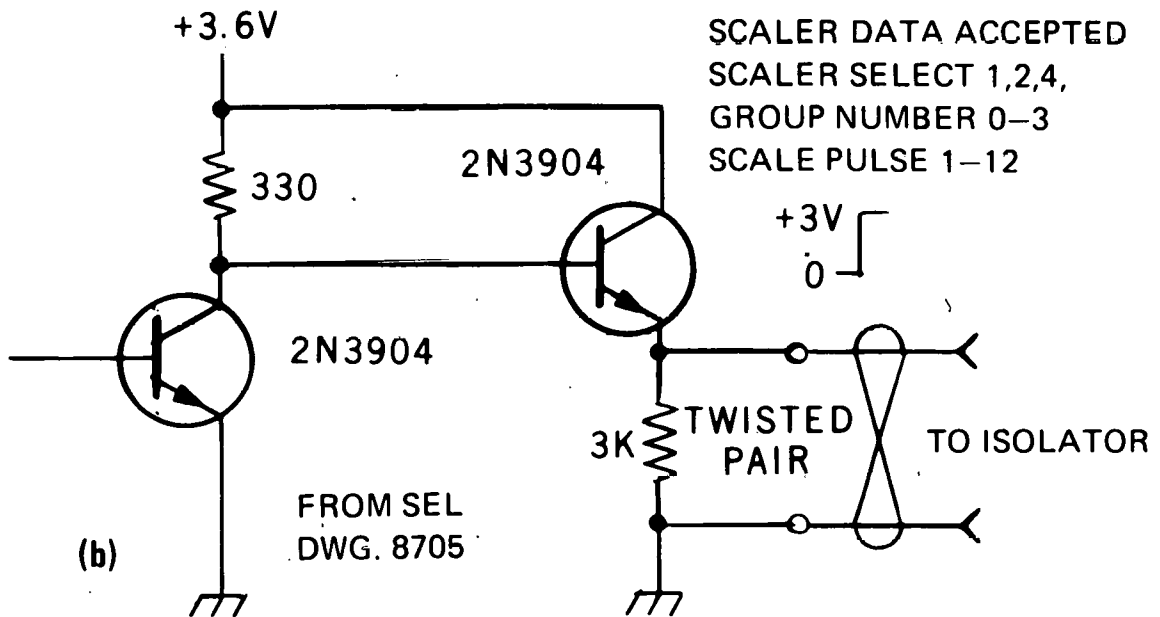 +3.6V
SCALER DATA ACCEPTED
SCALER SELECT 1,2,4,
GROUP NUMBER 0–3
SCALE PULSE 1–12
2N3904
330
+3V
0
2N3904
3K
TWISTED
PAIR
TO ISOLATOR
FROM SEL
DWG. 8705
(b)